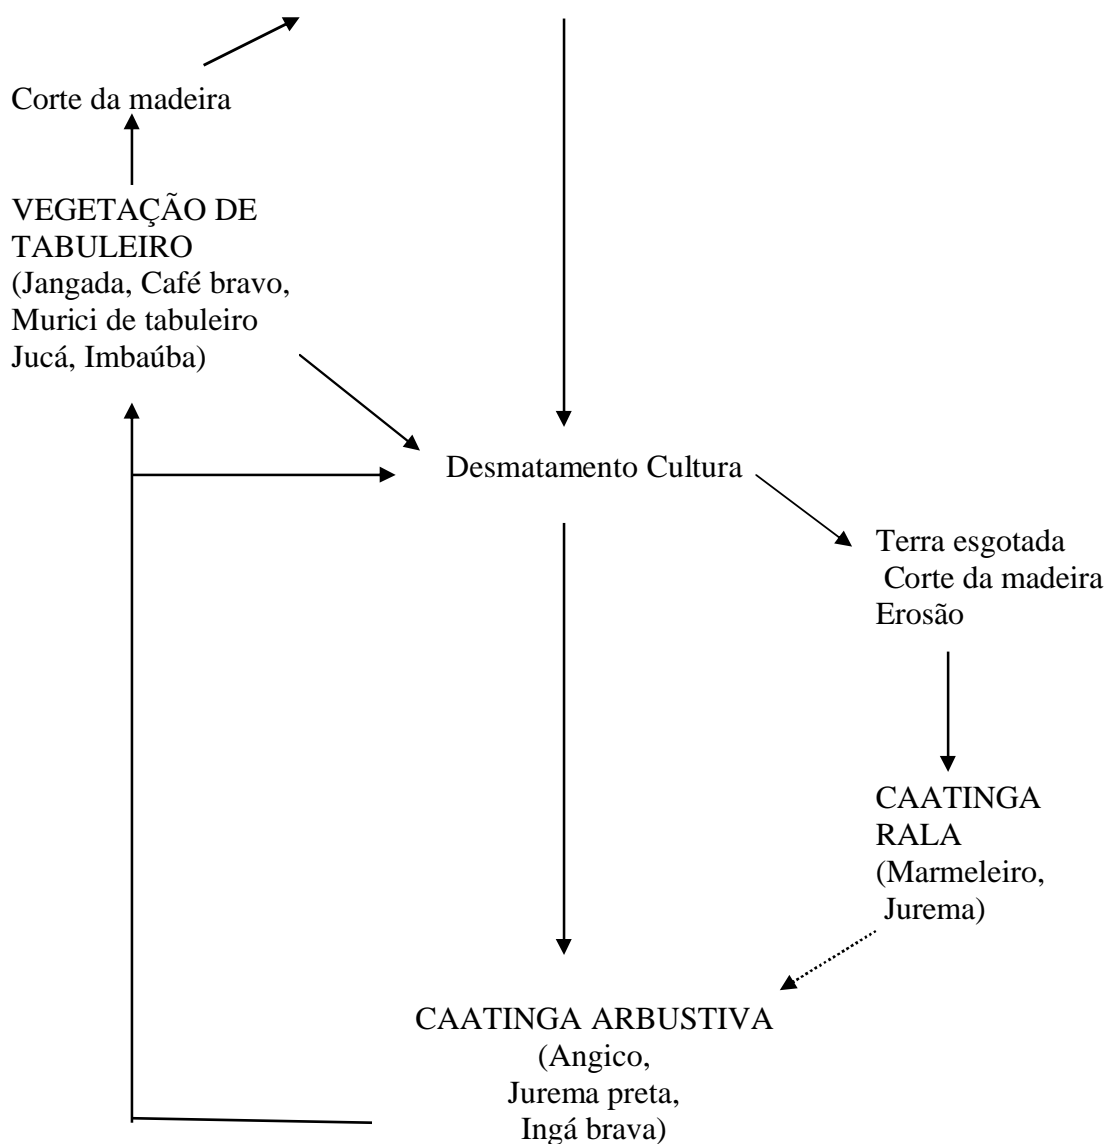 Corte da madeira
VEGETAÇÃO DE
TABULEIRO
(Jangada, Café bravo,
Murici de tabuleiro
Jucá, Imbaúba)
Desmatamento Cultura
Terra esgotada
Corte da madeira
Erosão
CAATINGA
RALA
(Marmeleiro,
Jurema)
CAATINGA ARBUSTIVA
(Angico,
Jurema preta,
Ingá brava)